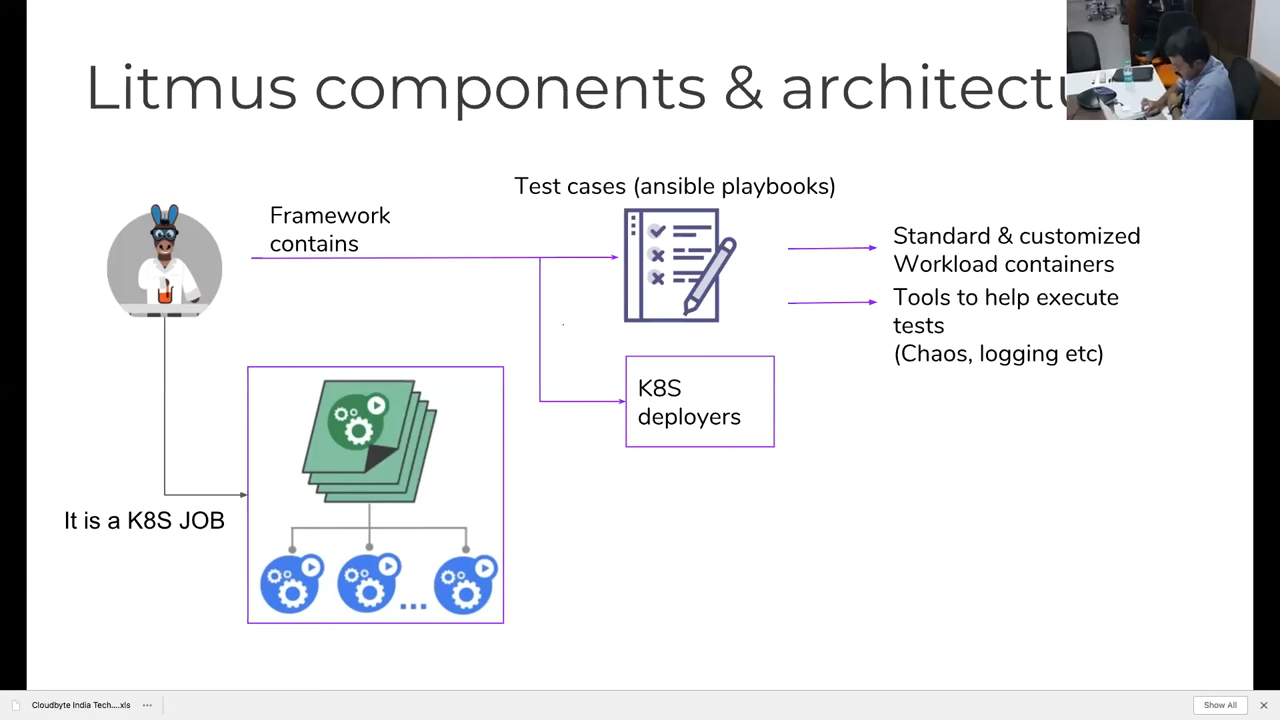 Litmus components & architectu
Test cases (ansible playbooks)
Framework
contains
Standard & customized
Workload containers
Tools to help execute
tests
(Chaos, logging etc)
K8S
deployers
It is a K8S JOB
Cloudbyte India Tech....xls
Show All